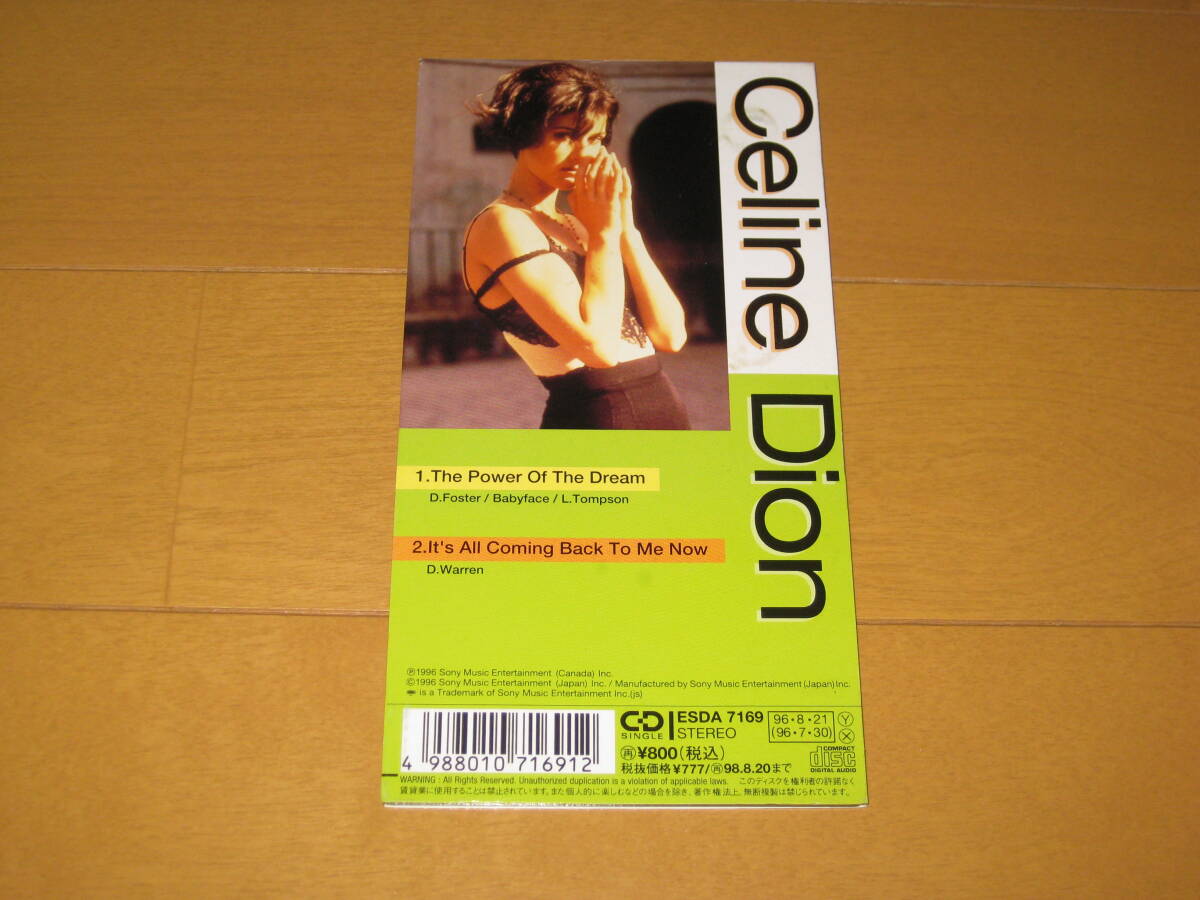 Celine Dion
1.The Power Of The Dream
D.Foster / Babyface / L.Tompson
2.It's All Coming Back To Me Now
D.Warren
Ⓟ1996 Sony Music Entertainment (Canada) Inc.
©1996 Sony Music Entertainment (Japan) Inc. / Manufactured by Sony Music Entertainment (Japan) Inc.
is a Trademark of Sony Music Entertainment Inc.(js)
4 988010 716912
CD SINGLE
ESDA 7169
STEREO
96・8・21
(96・7・30)
Ⓨ
Ⓧ
�Ⓡ¥800(税込)
税抜価格¥777/再98.8.20まで
COMPACT disc DIGITAL AUDIO
WARNING : All Rights Reserved. Unauthorized duplication is a violation of applicable laws. このディスクを権利者の許諾なく
賃貸業に使用することは禁止されています。また個人的に楽しむなどの場合を除き、著作権法上、無断複製は禁じられています。